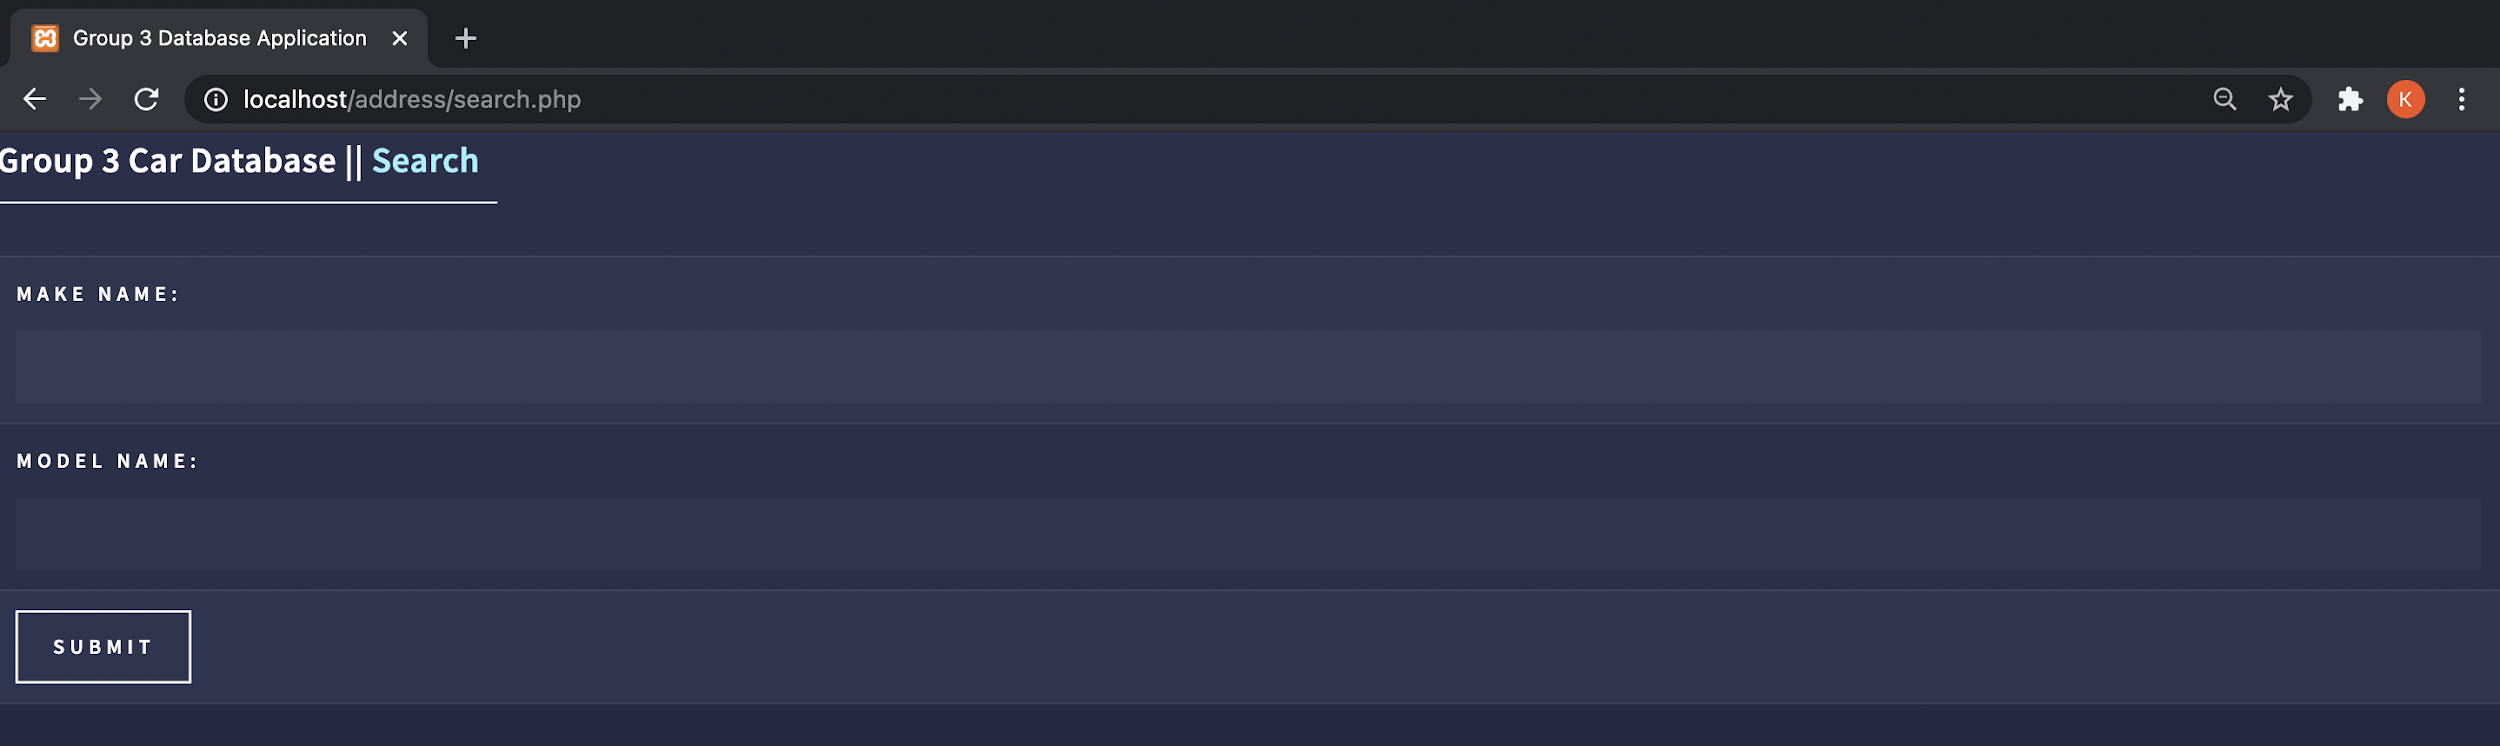 Group 3 Database Application
localhost/address/search.php
K
Group 3 Car Database || Search
MAKE NAME:
MODEL NAME:
SUBMIT